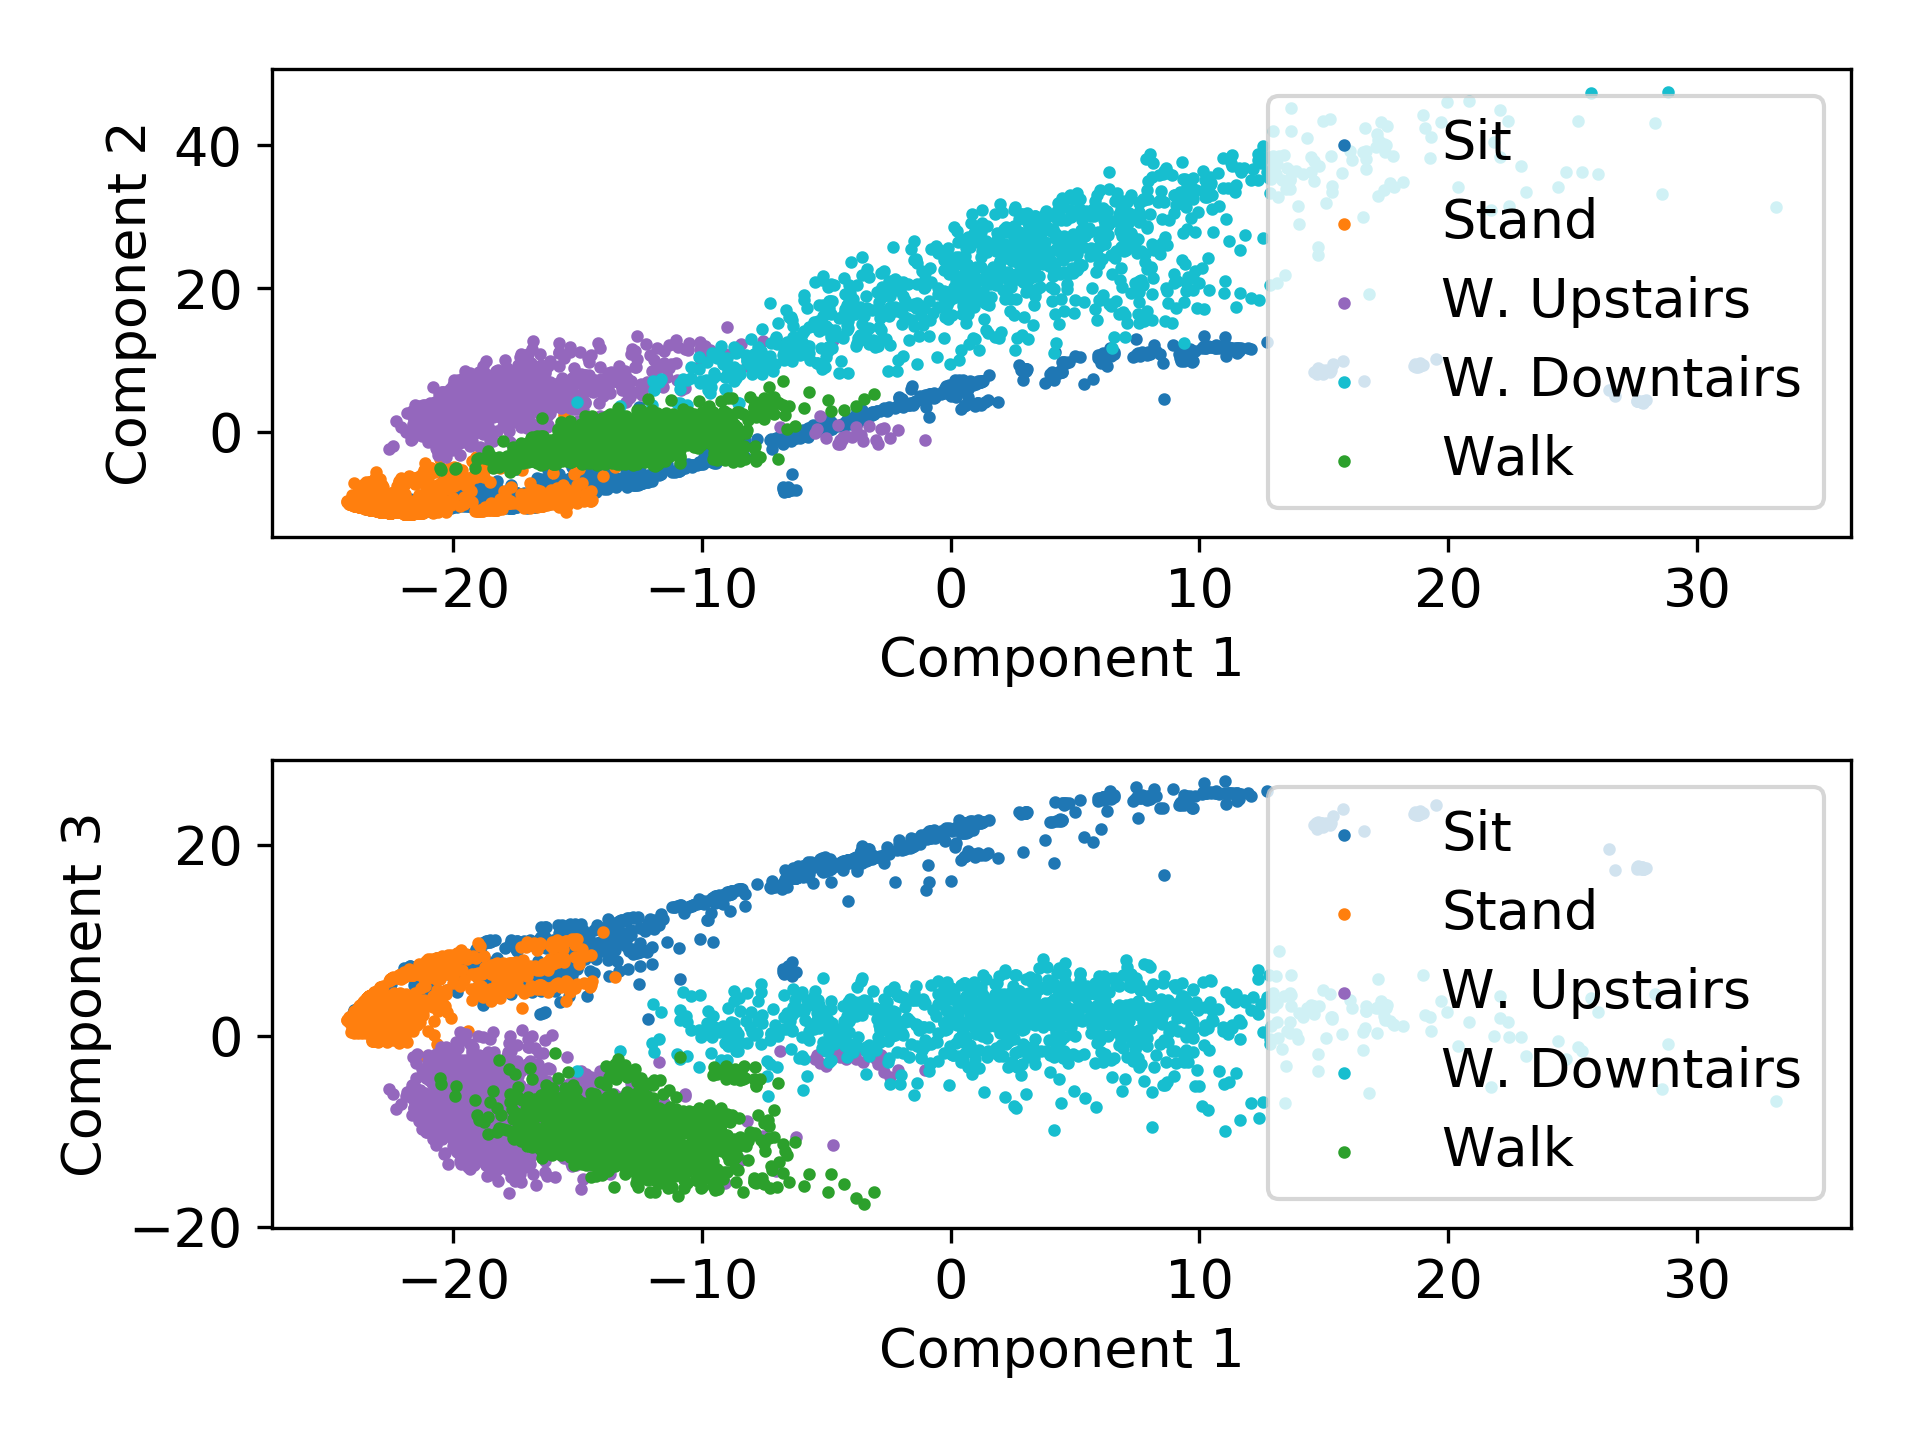 40
20
0
Component 2
Sit
Stand
W. Upstairs
W. Downtairs
Walk
−20 −10 0 10 20 30
Component 1
20
0
−20
Component 3
Sit
Stand
W. Upstairs
W. Downtairs
Walk
−20 −10 0 10 20 30
Component 1